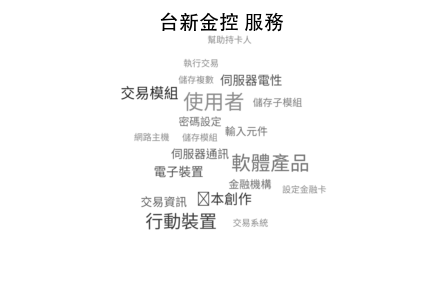 台新金控 服務
幫助持卡人
執行交易
儲存複數 伺服器電性
交易模組
使用者 儲存子模組
密碼設定
輸入元件
網路主機 儲存模組
伺服器通訊
軟體產品
電子裝置
金融機構
設定金融卡
交易資訊 本創作
行動裝置 交易系統